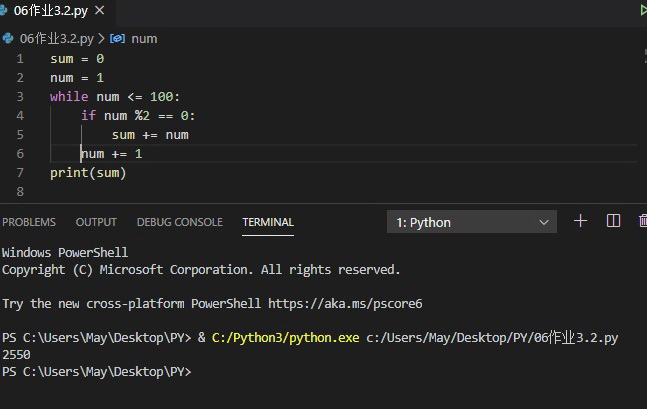 06作业3.2.py
06作业3.2.py > num
1 sum = 0
2 num = 1
3 while num <= 100:
4 if num %2 == 0:
5 sum += num
6 num += 1
7 print(sum)
8
PROBLEMS OUTPUT DEBUG CONSOLE TERMINAL 1: Python
Windows PowerShell
Copyright (C) Microsoft Corporation. All rights reserved.
Try the new cross-platform PowerShell https://aka.ms/pscore6
PS C:\Users\May\Desktop\PY> & C:/Python3/python.exe c:/Users/May/Desktop/PY/06作业3.2.py
2550
PS C:\Users\May\Desktop\PY>